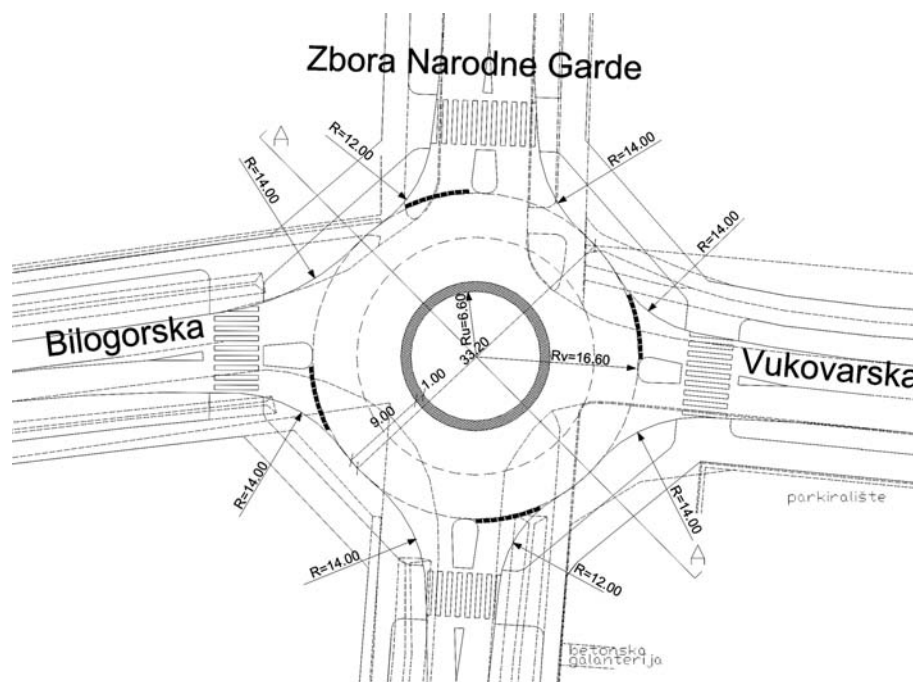 Zbora Narodne Garde
A
R=12.00
R=14.00
R=14.00
R=14.00
Bilogorska
Ru=6.60
33.20
Rv=16.60
Vukovarska
1.00
9.00
R=14.00
R=14.00
parkiralište
A
R=14.00
R=12.00
betonska
galanterija